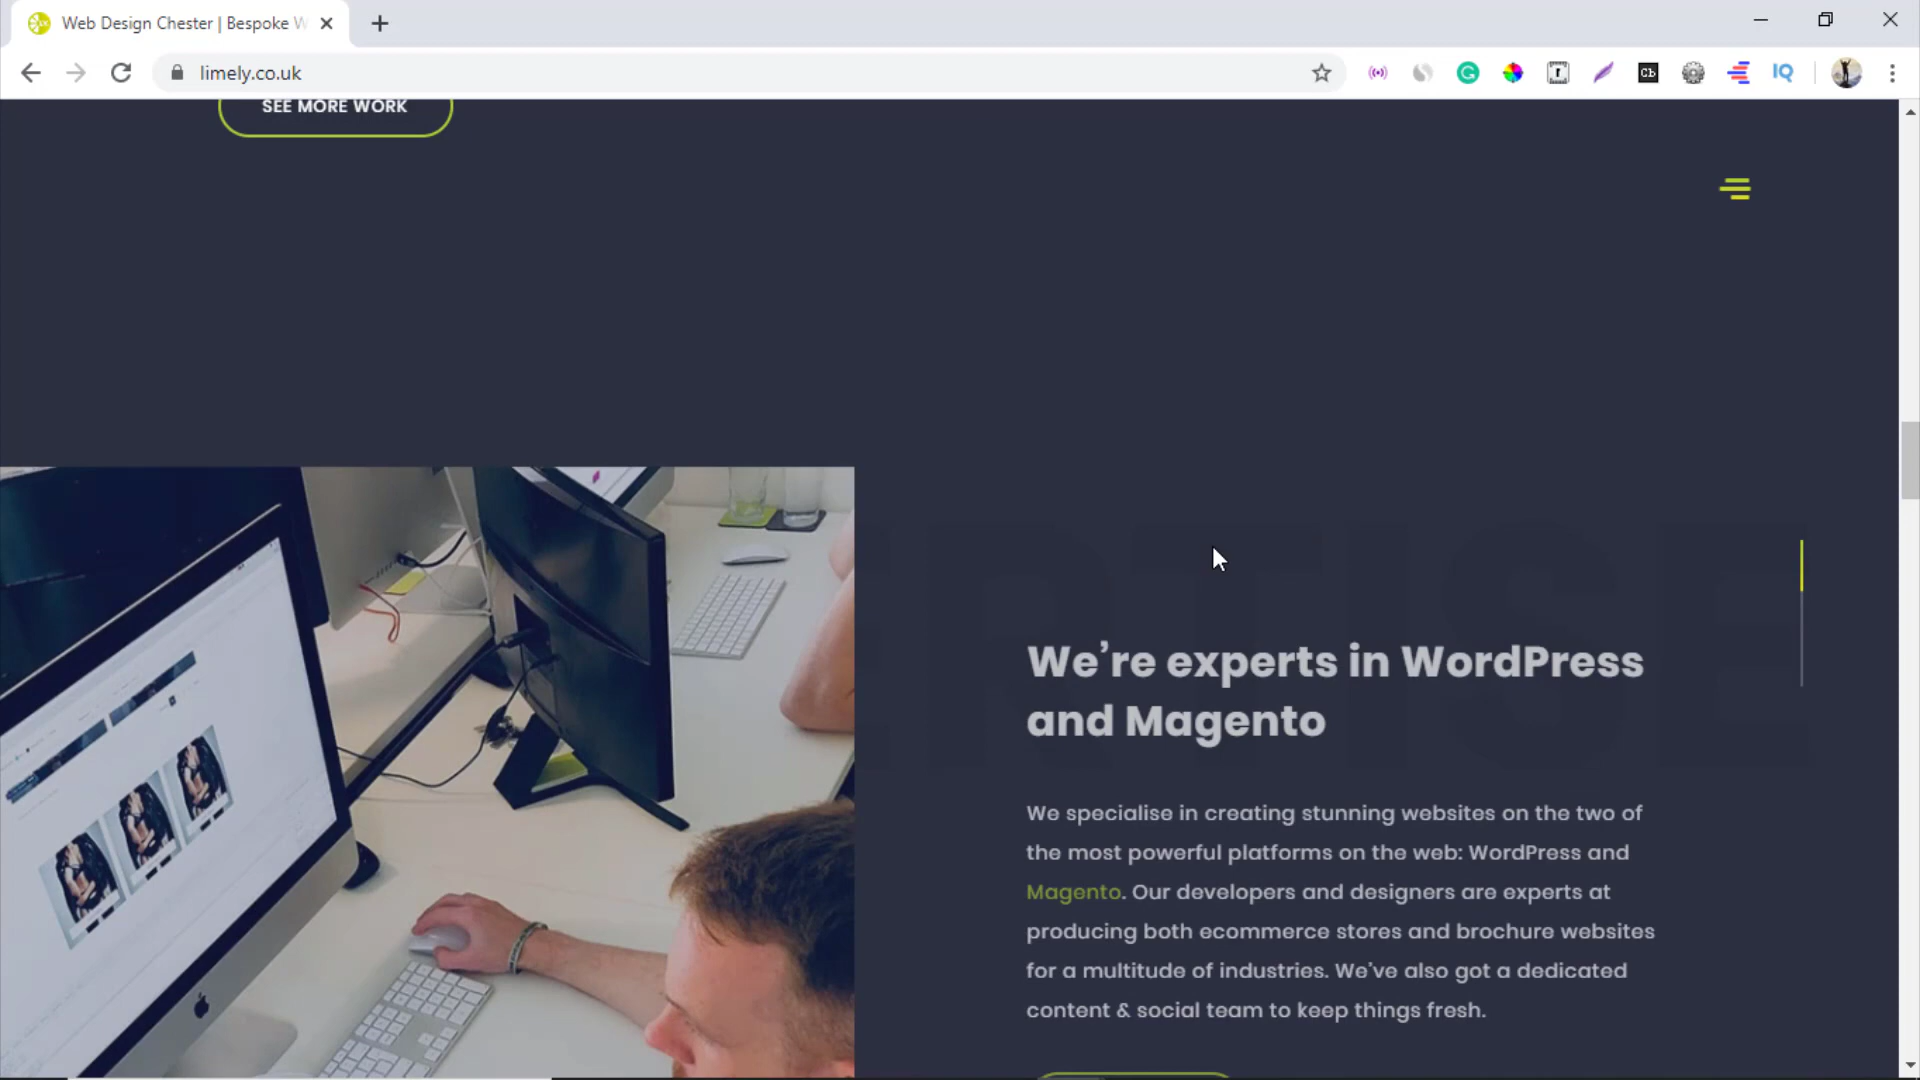 Web Design Chester | Bespoke W
limely.co.uk
SEE MORE WORK
ERTISE
We’re experts in WordPress
and Magento
We specialise in creating stunning websites on the two of
the most powerful platforms on the web: WordPress and
Magento. Our developers and designers are experts at
producing both ecommerce stores and brochure websites
for a multitude of industries. We've also got a dedicated
content & social team to keep things fresh.